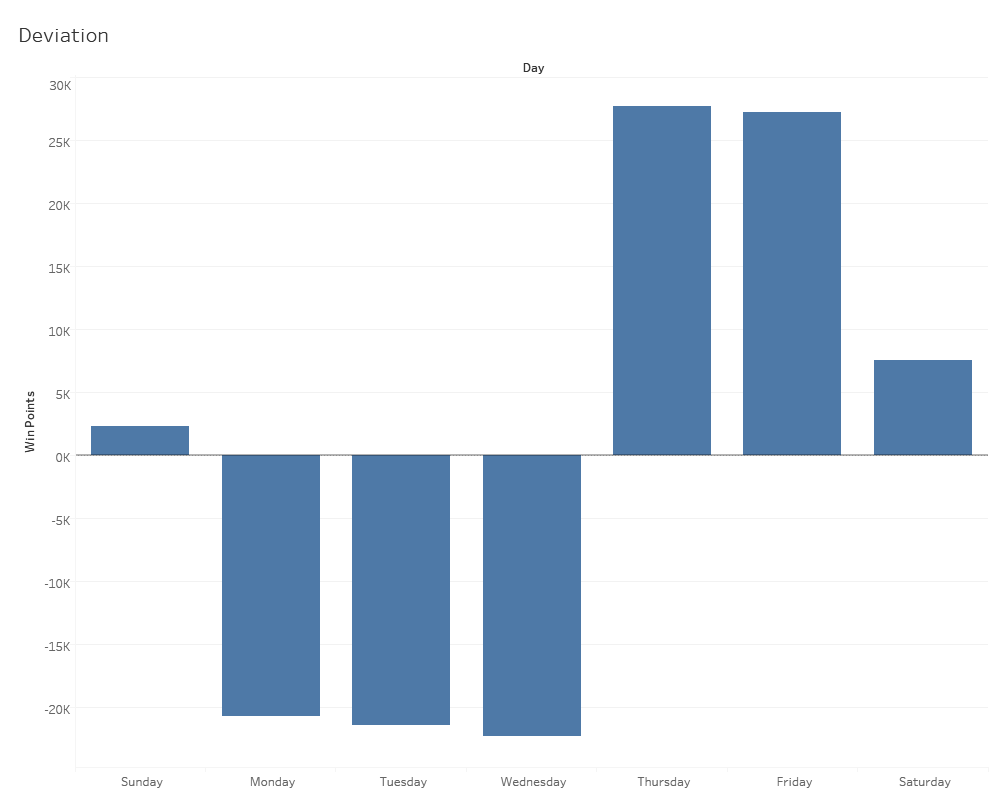 Deviation
Day
30K
25K
20K
15K
10K
5K
0K
-5K
-10K
-15K
-20K
Win Points
Sunday Monday Tuesday Wednesday Thursday Friday Saturday